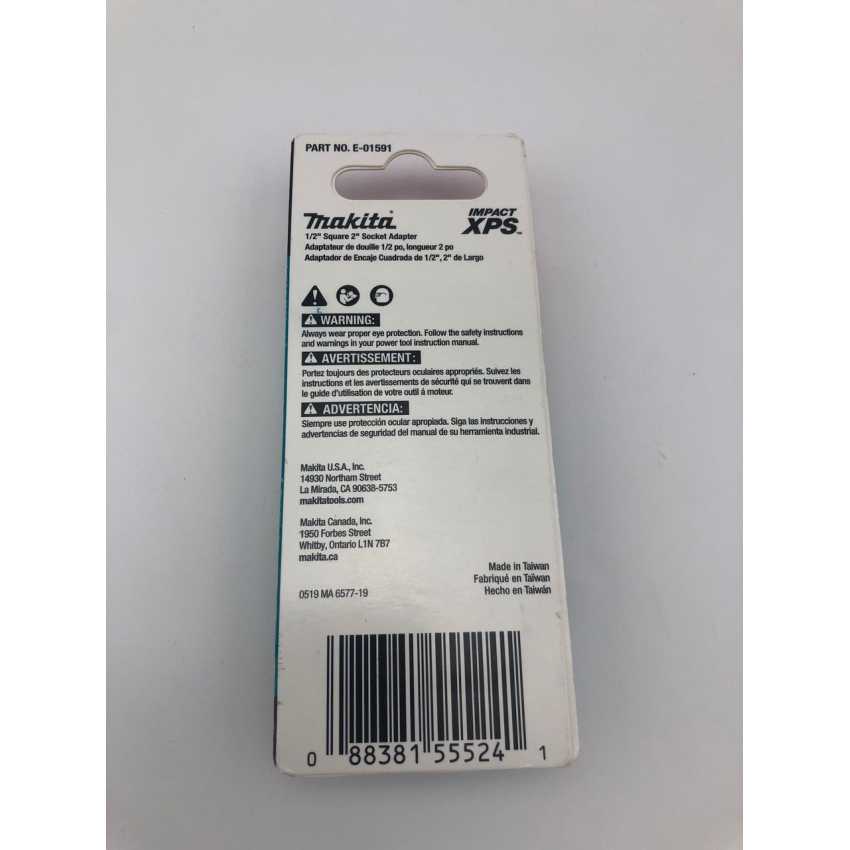 PART NO. E-01591
Makita
IMPACT
XPS™
1/2" Square 2" Socket Adapter
Adaptateur de douille 1/2 po, longueur 2 po
Adaptador de Encaje Cuadrada de 1/2", 2" de Largo
WARNING:
Always wear proper eye protection. Follow the safety instructions
and warnings in your power tool instruction manual.
AVERTISSEMENT:
Portez toujours des protecteurs oculaires appropriés. Suivez les
instructions et les avertissements de sécurité qui se trouvent dans
le guide d'utilisation de votre outil á moteur.
ADVERTENCIA:
Siempre use protección ocular apropiada. Siga las instrucciones y
advertencias de seguridad del manual de su herramienta industrial.
Makita U.S.A., Inc.
14930 Northam Street
La Mirada, CA 90638-5753
makitatools.com
Makita Canada, Inc.
1950 Forbes Street
Whitby, Ontario L1N 7B7
makita.ca
Made in Taiwan
Fabriqué en Taïwan
Hecho en Taiwán
0519 MA 6577-19
0 88381 55524 1